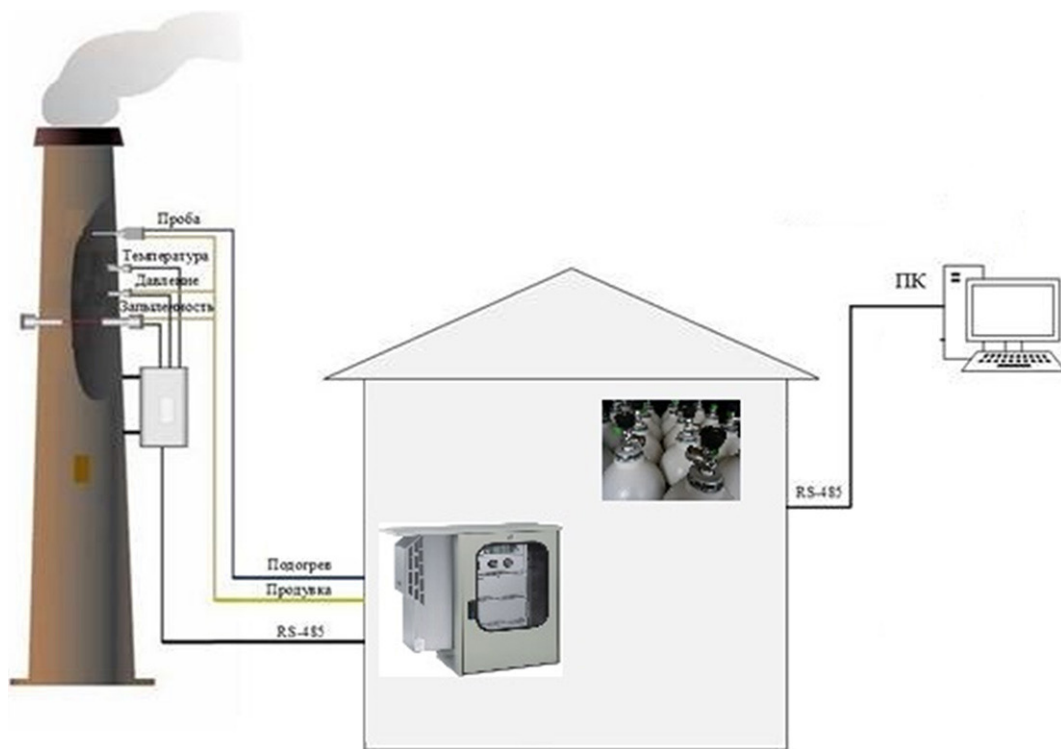 Проба
Температура
Давление
Запыленность
ПК
RS-485
Подогрев
Продувка
RS-485